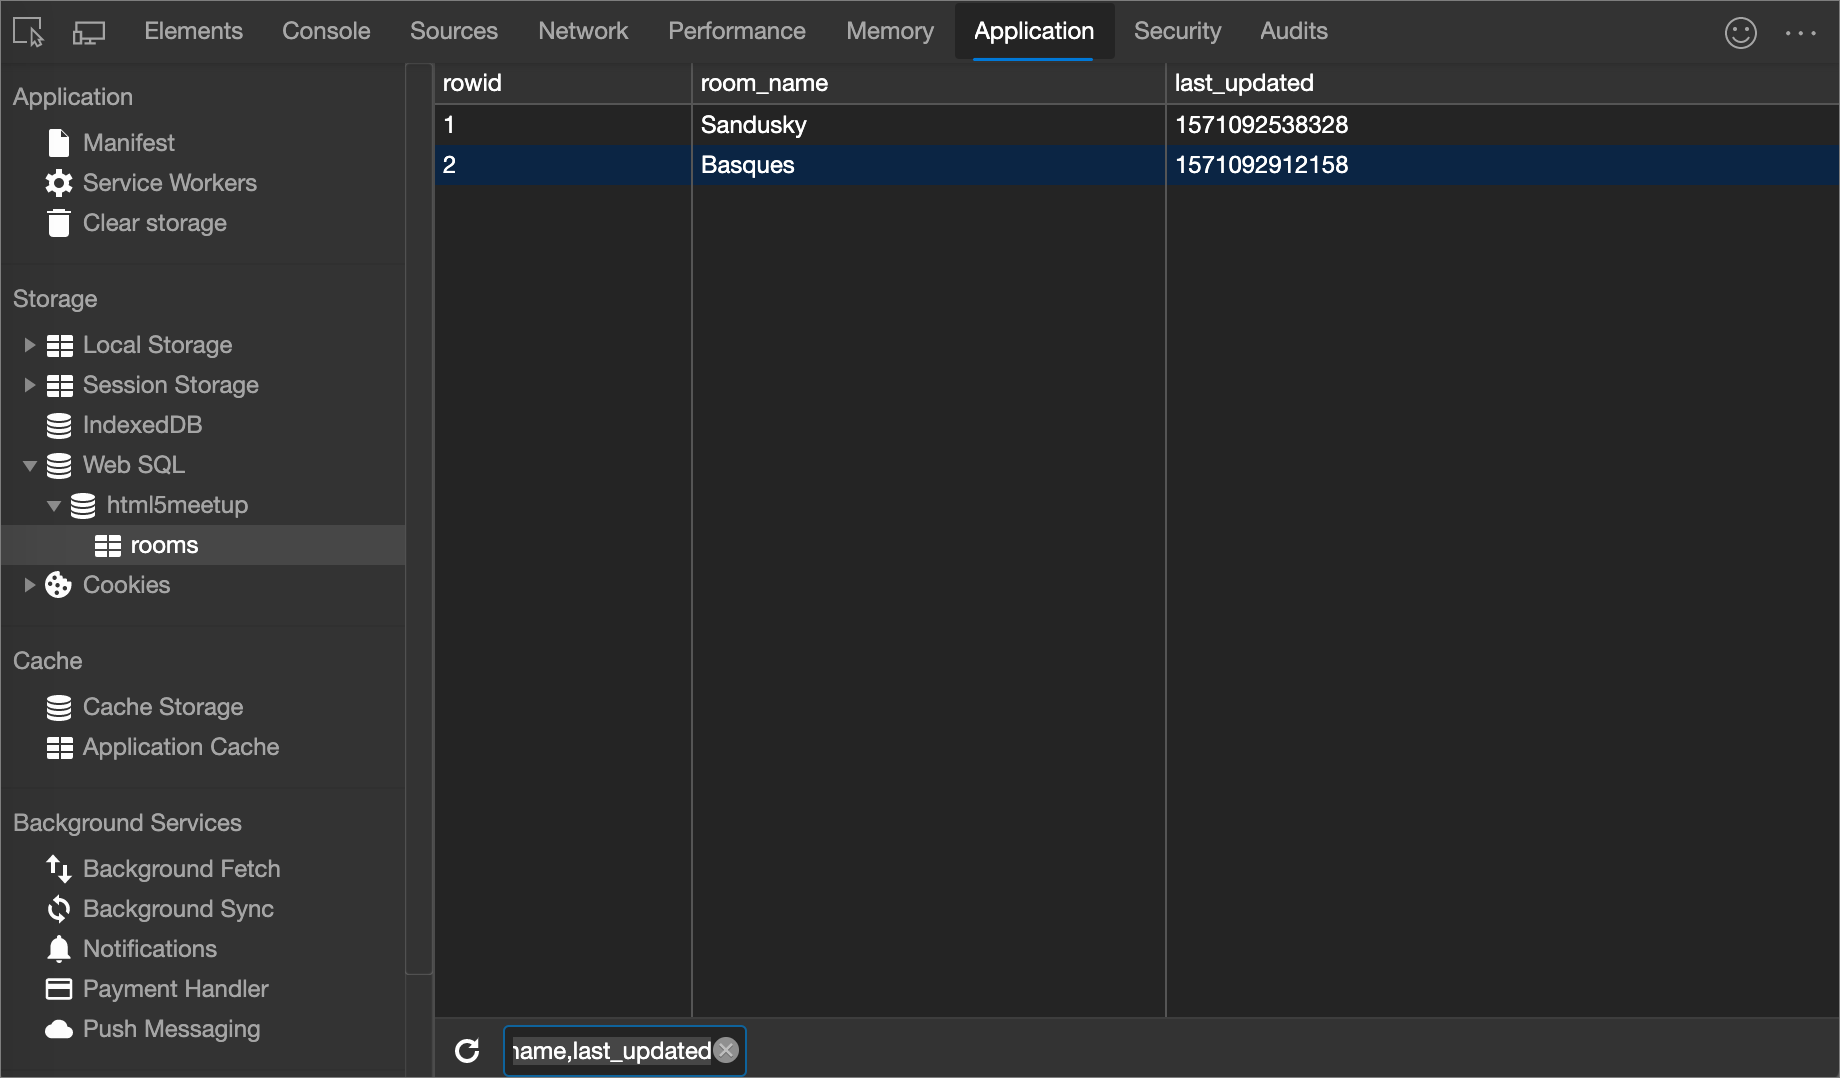 Elements Console Sources Network Performance Memory Application Security Audits
Application
Manifest
Service Workers
Clear storage
Storage
Local Storage
Session Storage
IndexedDB
Web SQL
html5meetup
rooms
Cookies
Cache
Cache Storage
Application Cache
Background Services
Background Fetch
Background Sync
Notifications
Payment Handler
Push Messaging
rowid room_name last_updated
1 Sandusky 1571092538328
2 Basques 1571092912158
name,last_updated